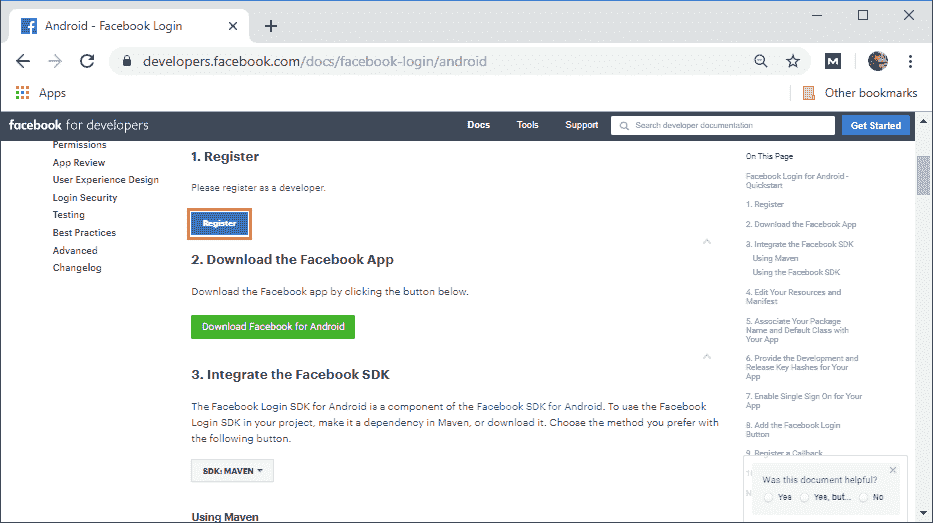 Android - Facebook Login
developers.facebook.com/docs/facebook-login/android
M
Apps
Other bookmarks
facebook for developers
Docs
Tools
Support
Search developer documentation
Get Started
Permissions
App Review
User Experience Design
Login Security
Testing
Best Practices
Advanced
Changelog
1. Register
Please register as a developer.
Register
2. Download the Facebook App
Download the Facebook app by clicking the button below.
Download Facebook for Android
3. Integrate the Facebook SDK
The Facebook Login SDK for Android is a component of the Facebook SDK for Android. To use the Facebook
Login SDK in your project, make it a dependency in Maven, or download it. Choose the method you prefer with
the following button.
SDK: MAVEN
Using Maven
On This Page
Facebook Login for Android -
Quickstart
1. Register
2. Download the Facebook App
3. Integrate the Facebook SDK
Using Maven
Using the Facebook SDK
4. Edit Your Resources and
Manifest
5. Associate Your Package
Name and Default Class with
Your App
6. Provide the Development and
Release Key Hashes for Your
App
7. Enable Single Sign On for Your
App
8. Add the Facebook Login
Button
9. Register a Callback
Was this document helpful?
Yes
Yes, but...
No